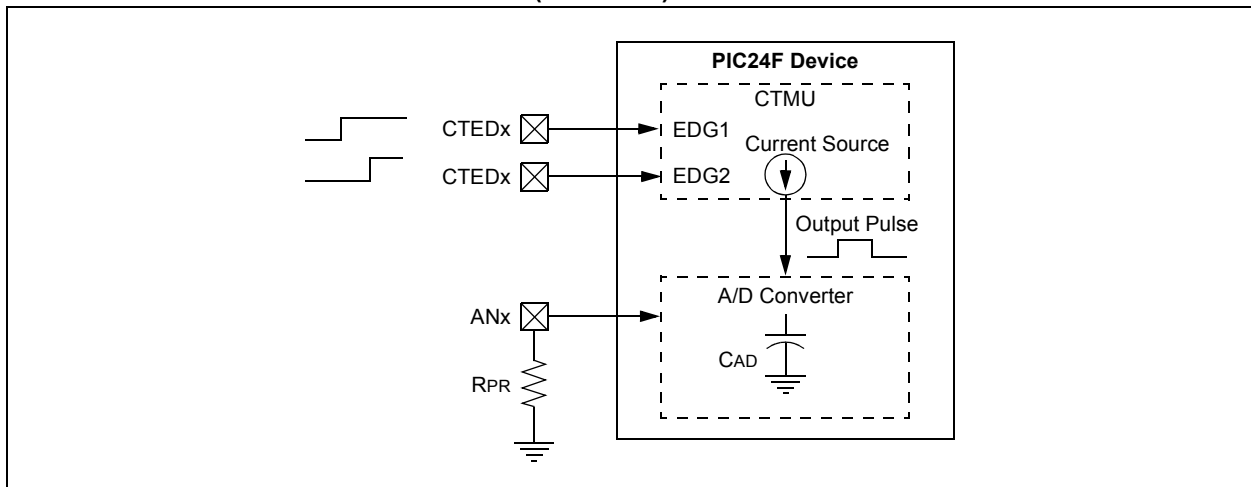 PIC24F Device
CTMU
CTEDx
EDG1
Current Source
CTEDx
EDG2
Output Pulse
A/D Converter
ANx
CAD
RPR